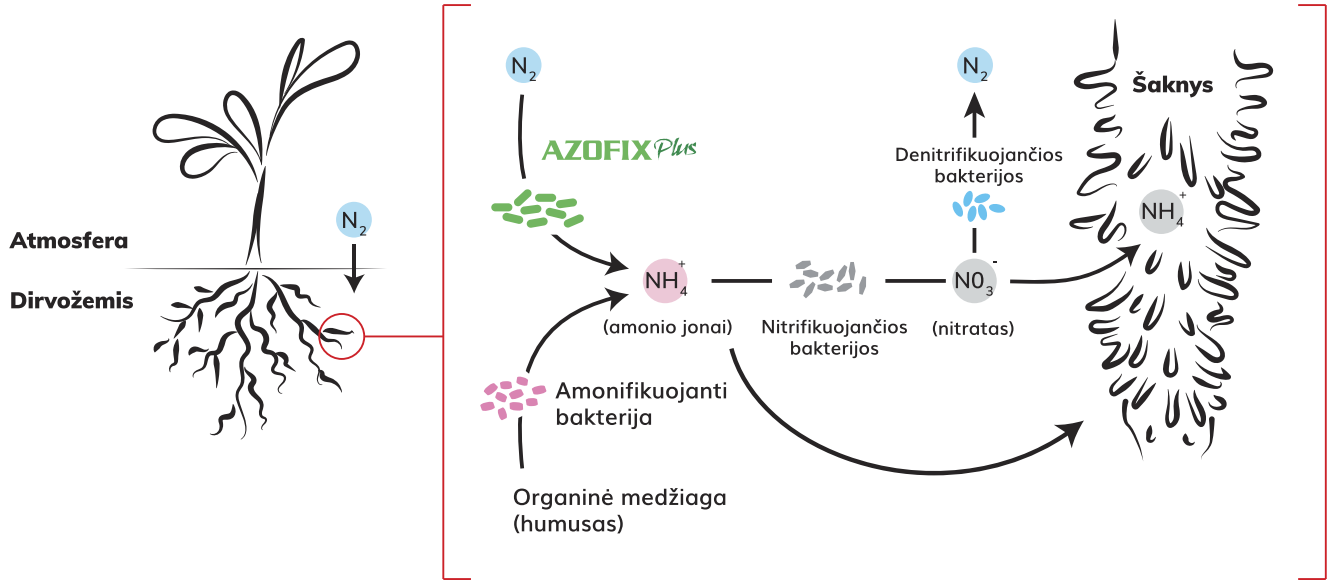 Atmosfera
Dirvožemis
N₂
N₂
AZOFIX Plus
NH₄⁺
(amonio jonai)
Amonifikuojanti
bakterija
Organinė medžiaga
(humusas)
Nitrifikuojančios
bakterijos
N₂
Denitrifikuojančios
bakterijos
N0₃⁻
(nitratas)
Šaknys
NH₄⁺